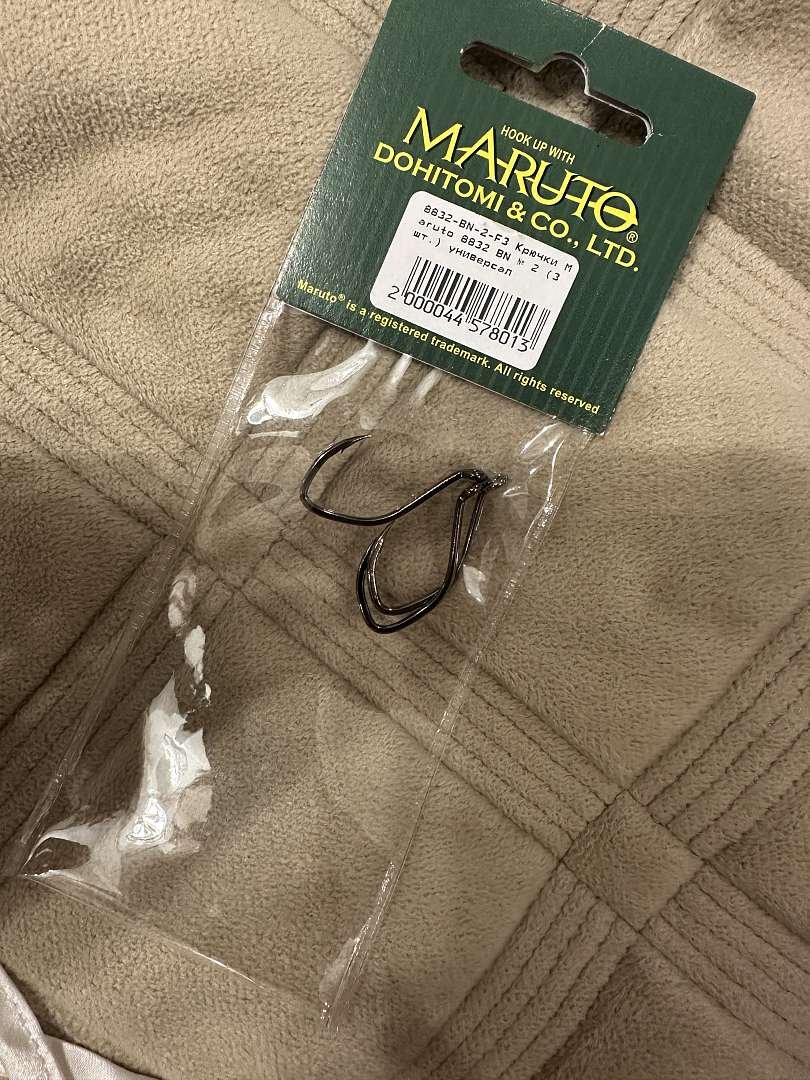 HOOK UP WITH
MARUTO®
DOHITOMI & CO., LTD.
8832-BN-2-F3 Крючки M
aruto 8832 BN № 2 (3
шт.) универсал
2 000044 578013
Maruto® is a registered trademark. All rights reserved